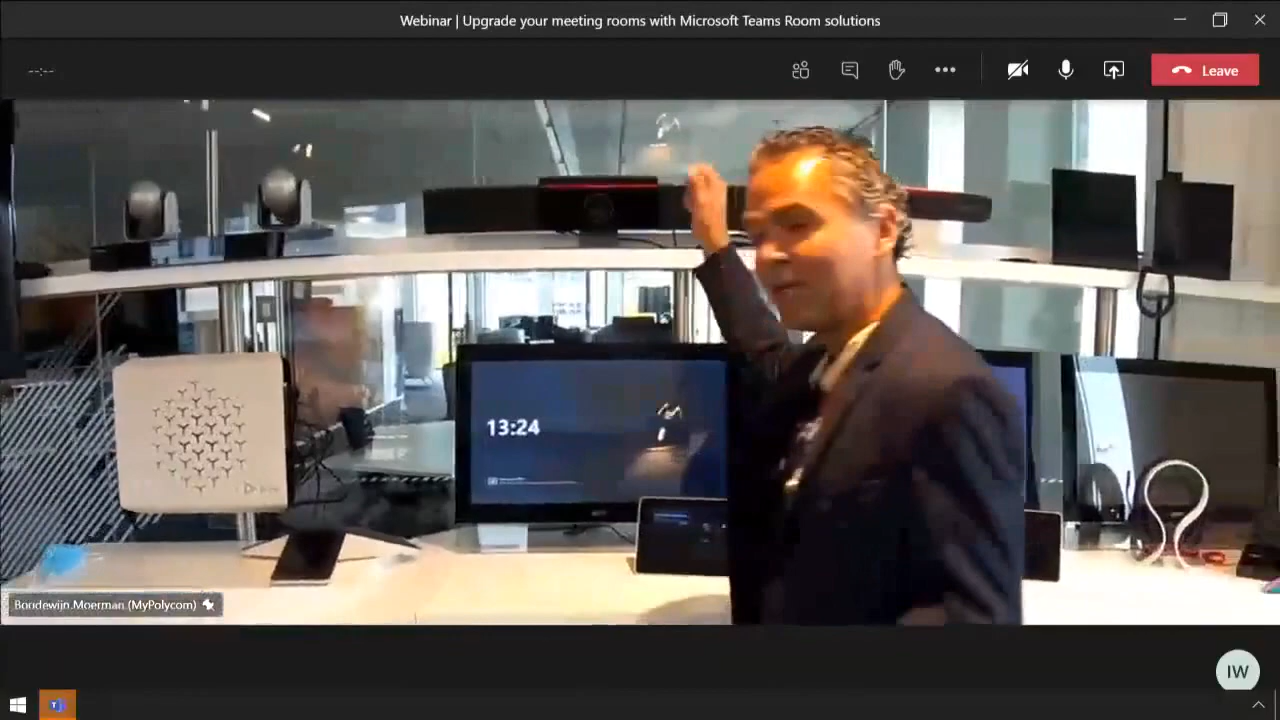 Webinar | Upgrade your meeting rooms with Microsoft Teams Room solutions
--:--
Leave
13:24
Boudewijn.Moerman (MyPolycom)
IW